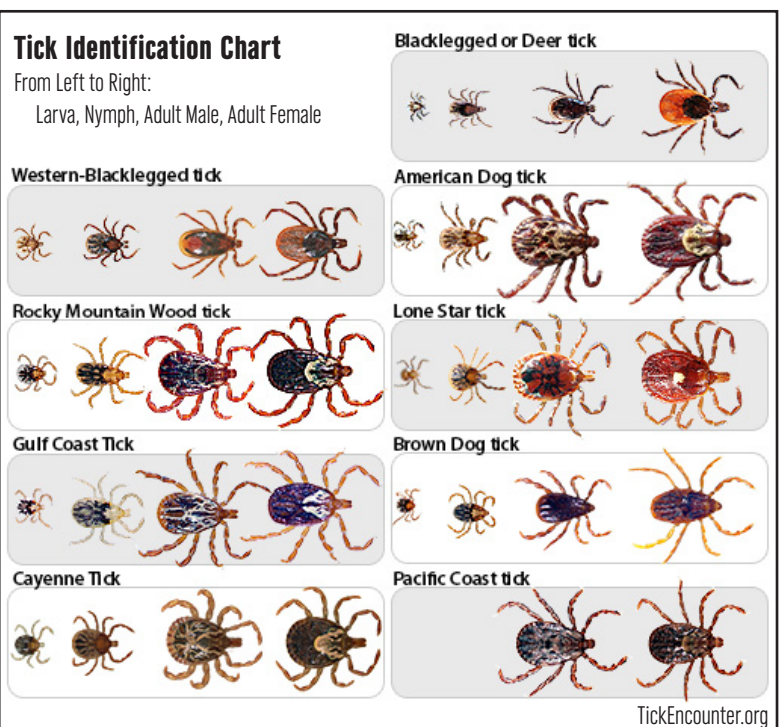 Tick Identification Chart
From Left to Right:
Larva, Nymph, Adult Male, Adult Female
Blacklegged or Deer tick
Western-Blacklegged tick
American Dog tick
Rocky Mountain Wood tick
Lone Star tick
Gulf Coast Tick
Brown Dog tick
Cayenne Tick
Pacific Coast tick
TickEncounter.org